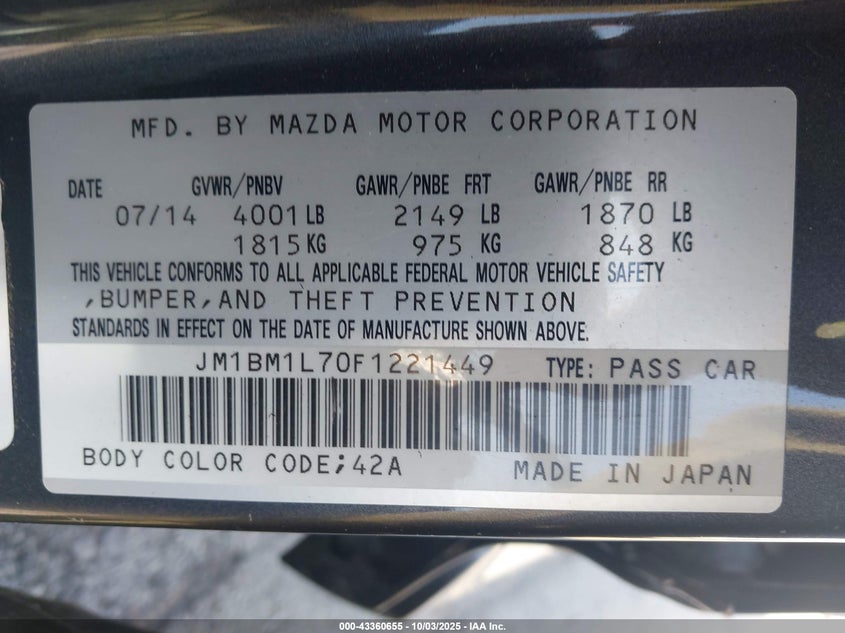 MFD. BY MAZDA MOTOR CORPORATION
DATE GVWR/PNBV GAWR/PNBE FRT GAWR/PNBE RR
07/14 4001 LB 2149 LB 1870 LB
1815 KG 975 KG 848 KG
THIS VEHICLE CONFORMS TO ALL APPLICABLE FEDERAL MOTOR VEHICLE SAFETY
,BUMPER,AND THEFT PREVENTION
STANDARDS IN EFFECT ON THE DATE OF MANUFACTURE SHOWN ABOVE.
JM1BM1L70F1221449 TYPE: PASS CAR
BODY COLOR CODE;42A MADE IN JAPAN
000-43360655 - 10/03/2025 - IAA Inc.